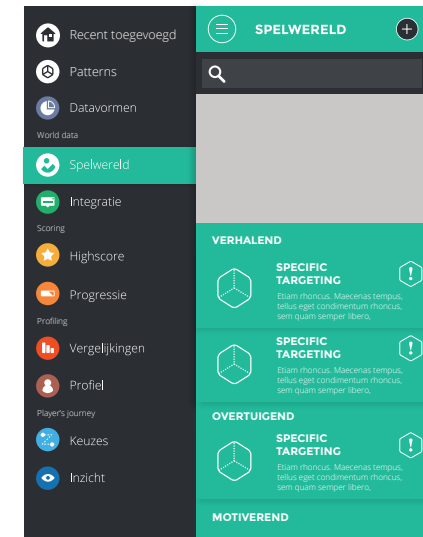 Recent toegevoegd
Patterns
Datavormen
World data
Spelwereld
Integratie
Scoring
Highscore
Progressie
Profiling
Vergelijkingen
Profiel
Player's journey
Keuzes
Inzicht
SPELWERELD
VERHALEND
SPECIFIC
TARGETING
Etiam rhoncus. Maecenas tempus,
tellus eget condimentum rhoncus,
sem quam semper libero,
SPECIFIC
TARGETING
Etiam rhoncus. Maecenas tempus,
tellus eget condimentum rhoncus,
sem quam semper libero,
OVERTUIGEND
SPECIFIC
TARGETING
Etiam rhoncus. Maecenas tempus,
tellus eget condimentum rhoncus,
sem quam semper libero,
MOTIVEREND